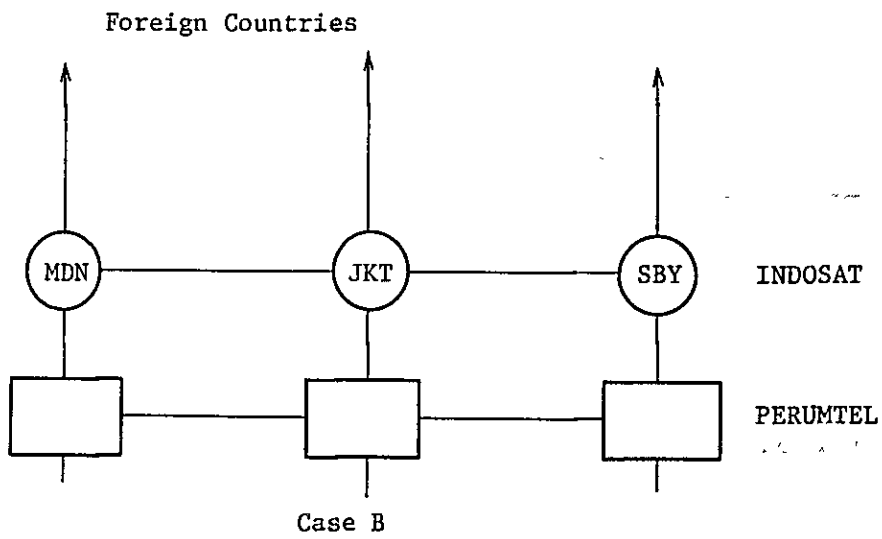 Foreign Countries
MDN
JKT
SBY
INDOSAT
PERUMTEL
Case B